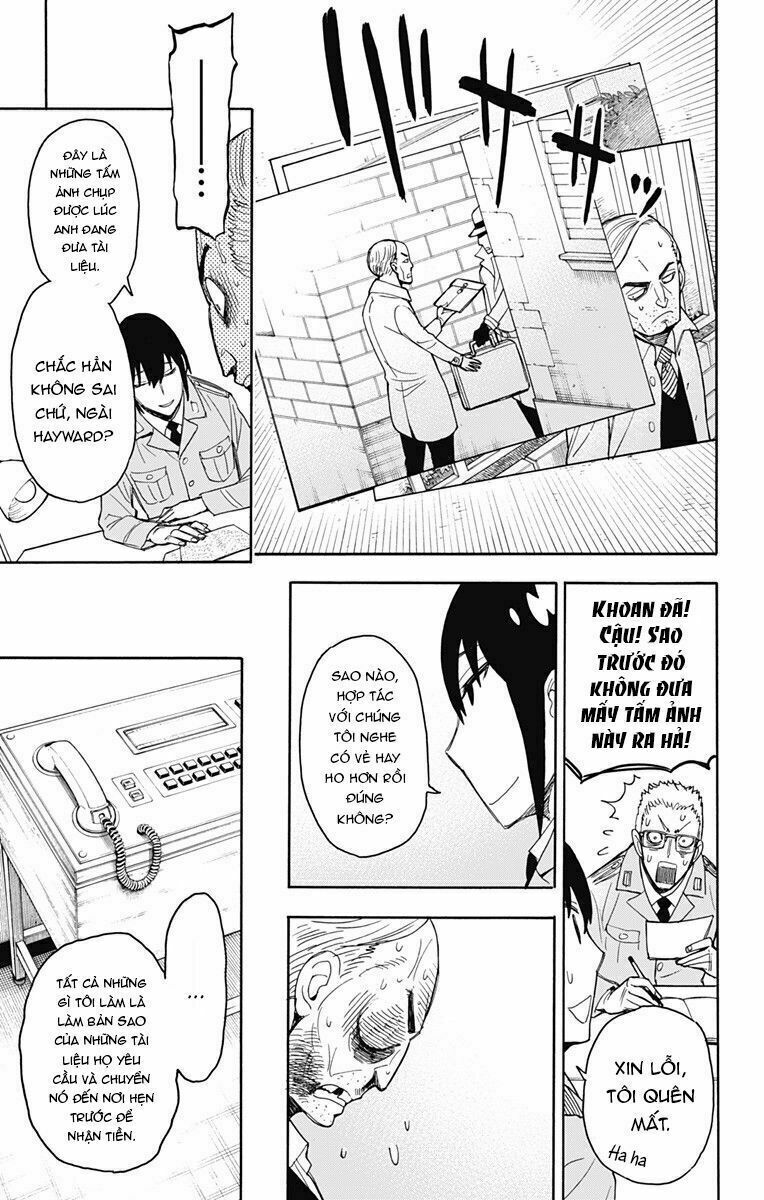 ......
ĐÂY LÀ
NHỮNG TẤM
ẢNH CHỤP
ĐƯỢC LÚC
ANH ĐANG
ĐƯA TÀI
LIỆU.
CHẮC HẲN
KHÔNG SAI
CHỨ, NGÀI
HAYWARD?
KHOAN ĐÃ!
CẬU! SAO
TRƯỚC ĐÓ
KHÔNG ĐƯA
MẤY TẤM ẢNH
NÀY RA HẢ!
XIN LỖI,
TÔI QUÊN
MẤT.
Ha ha
SAO NÀO,
HỢP TÁC
VỚI CHÚNG
TÔI NGHE
CÓ VẺ HAY
HO HƠN RỒI
ĐÚNG
KHÔNG?
...
TẤT CẢ NHỮNG
GÌ TÔI LÀM LÀ
LÀM BẢN SAO
CỦA NHỮNG TÀI
LIỆU HỌ YÊU
CẦU VÀ CHUYỂN
NÓ ĐẾN NƠI HẸN
TRƯỚC ĐỂ
NHẬN TIỀN.